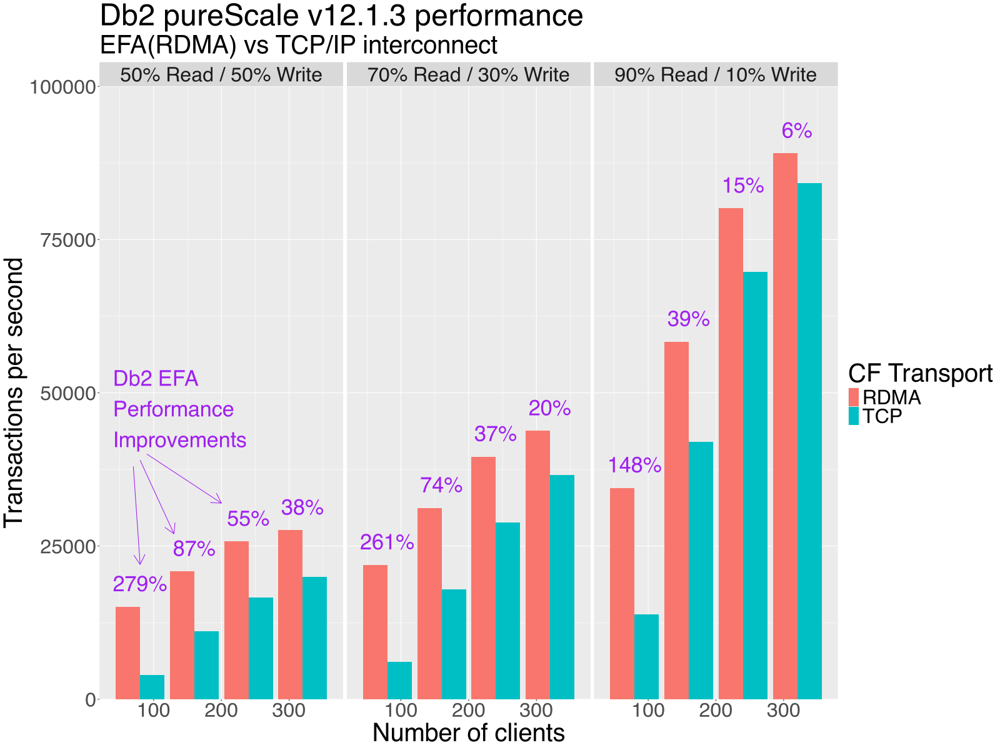 Db2 pureScale v12.1.3 performance
EFA(RDMA) vs TCP/IP interconnect
50% Read / 50% Write
70% Read / 30% Write
90% Read / 10% Write
Transactions per second
100000
75000
50000
25000
0
Db2 EFA
Performance
Improvements
279%
87%
55%
38%
261%
74%
37%
20%
148%
39%
15%
6%
100 200 300
100 200 300
100 200 300
Number of clients
CF Transport
RDMA
TCP